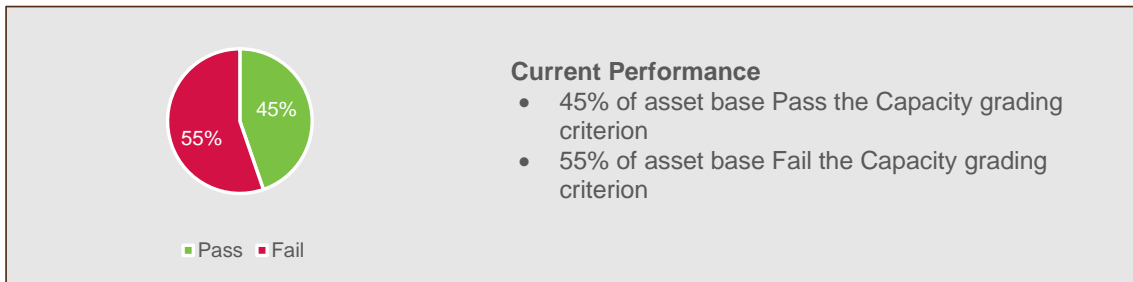 45%
55%
Pass Fail
Current Performance
• 45% of asset base Pass the Capacity grading
criterion
• 55% of asset base Fail the Capacity grading
criterion